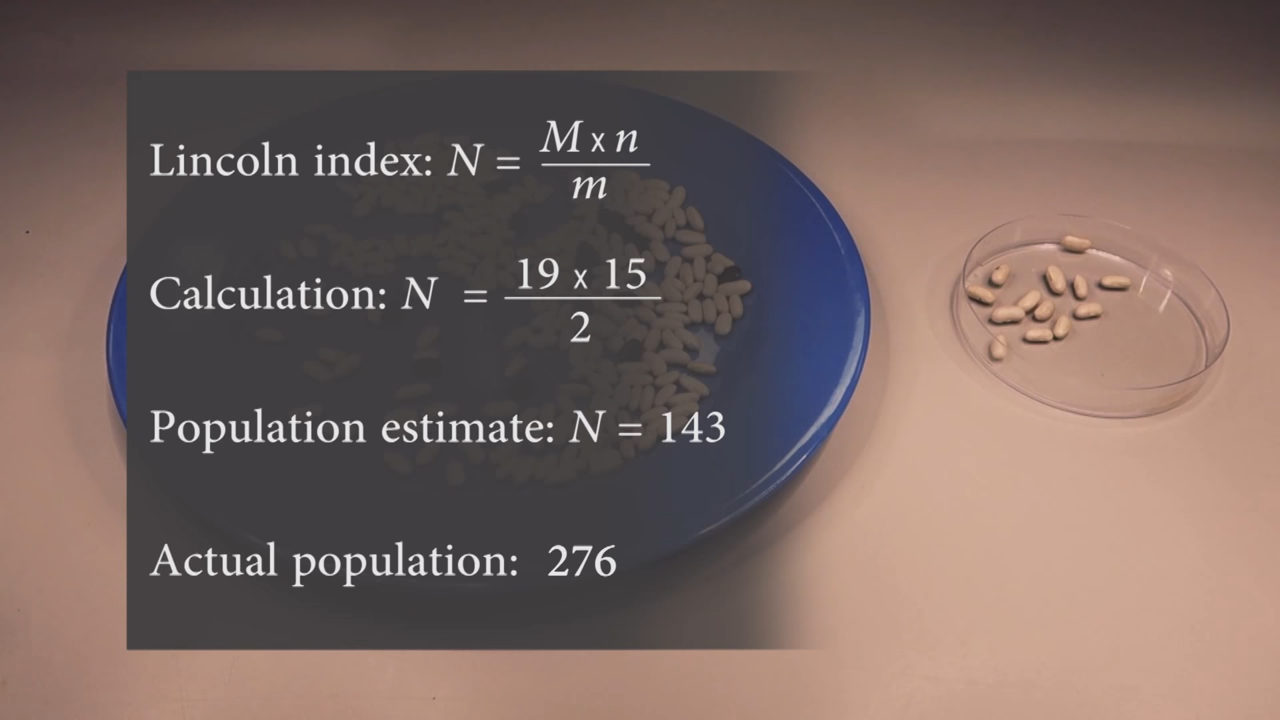 Lincoln index: N = M x n / m
Calculation: N = 19 x 15 / 2
Population estimate: N = 143
Actual population: 276